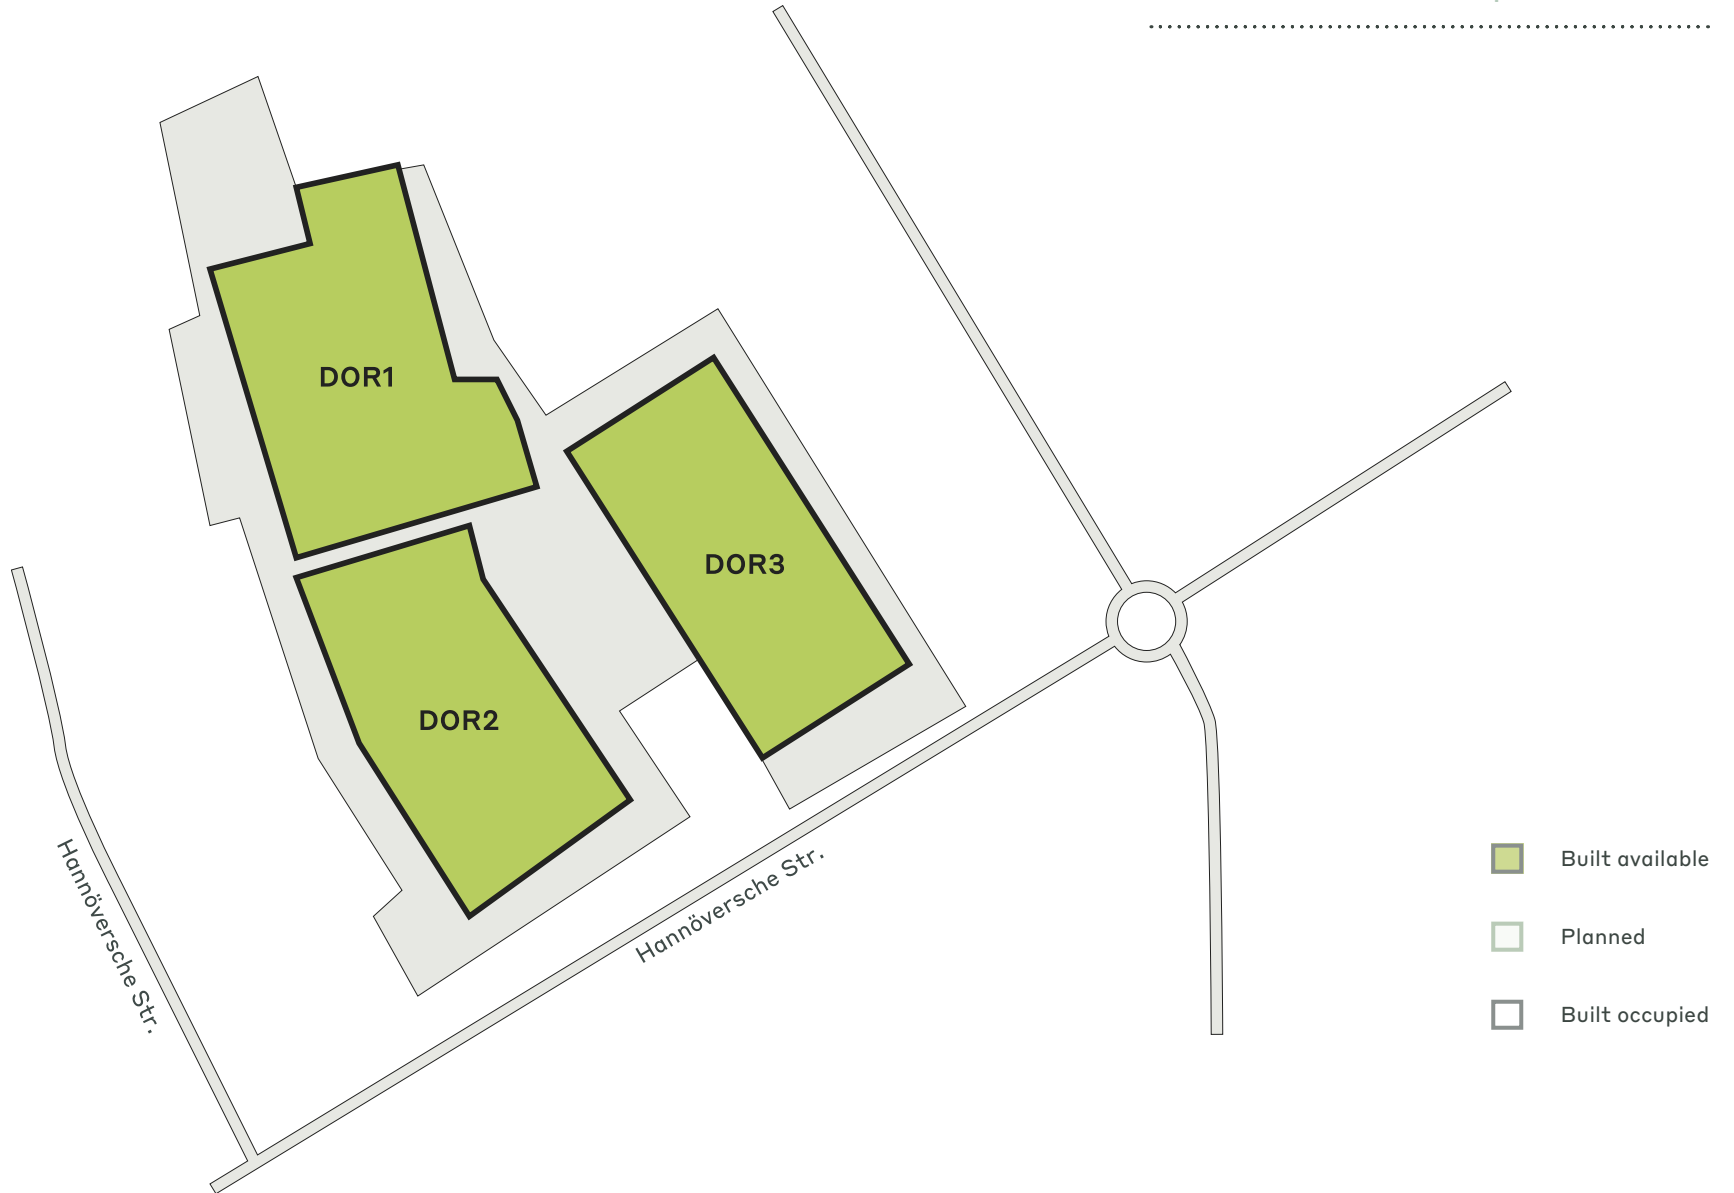 DOR1
DOR3
DOR2
Hannöversche Str.
Hannöversche Str.
Built available
Planned
Built occupied